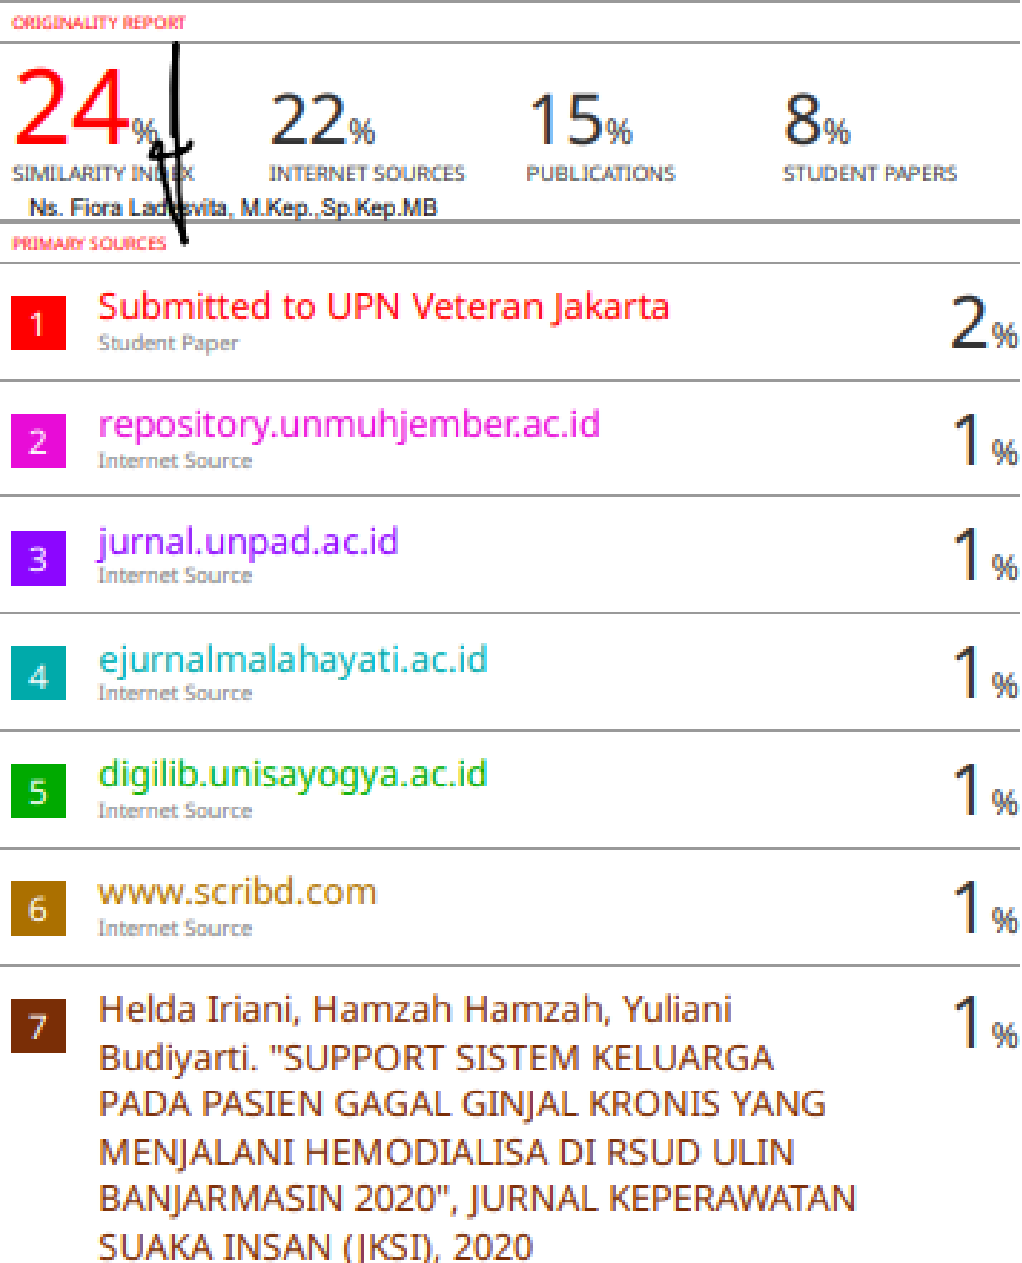 ORIGINALITY REPORT
24% 22% 15% 8%
SIMILARITY INDEX INTERNET SOURCES PUBLICATIONS STUDENT PAPERS
Ns. Fiora Ladesvita, M.Kep.,Sp.Kep.MB
PRIMARY SOURCES
1 Submitted to UPN Veteran Jakarta 2%
Student Paper
2 repository.unmuhjember.ac.id 1%
Internet Source
3 jurnal.unpad.ac.id 1%
Internet Source
4 ejurnalmalahayati.ac.id 1%
Internet Source
5 digilib.unisayogya.ac.id 1%
Internet Source
6 www.scribd.com 1%
Internet Source
7 Helda Iriani, Hamzah Hamzah, Yuliani 1%
Budiyarti. "SUPPORT SISTEM KELUARGA
PADA PASIEN GAGAL GINJAL KRONIS YANG
MENJALANI HEMODIALISA DI RSUD ULIN
BANJARMASIN 2020", JURNAL KEPERAWATAN
SUAKA INSAN (JKSI), 2020